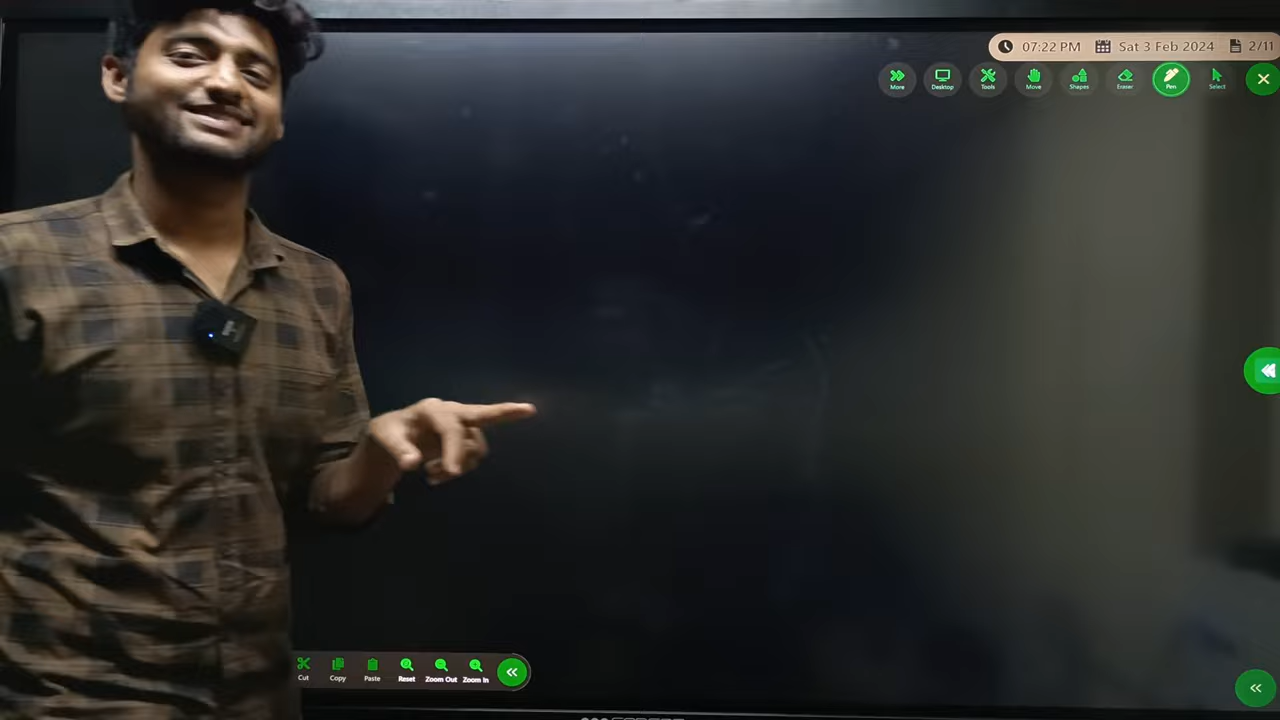 07:22 PM Sat 3 Feb 2024 2/11
More Desktop Tools Move Shapes Eraser Pen Select
Cut Copy Paste Reset Zoom Out Zoom In